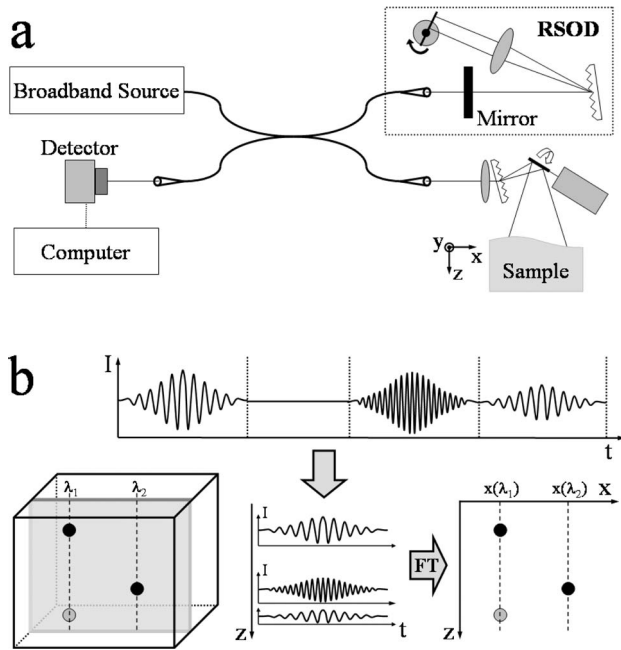 a
RSOD
Broadband Source
Mirror
Detector
Computer
y
x
z
Sample
b
I
t
λ1
λ2
I
I
z
t
FT
x(λ1)
x(λ2)
x
z